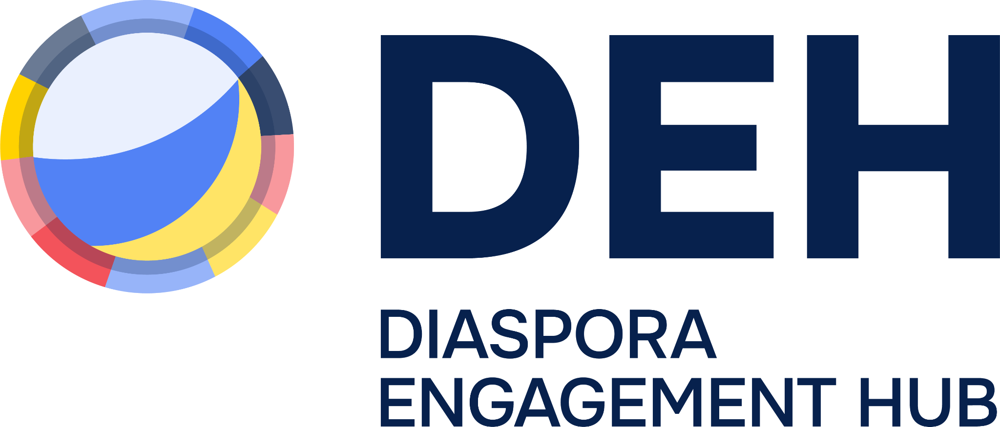 DEH
DIASPORA
ENGAGEMENT HUB